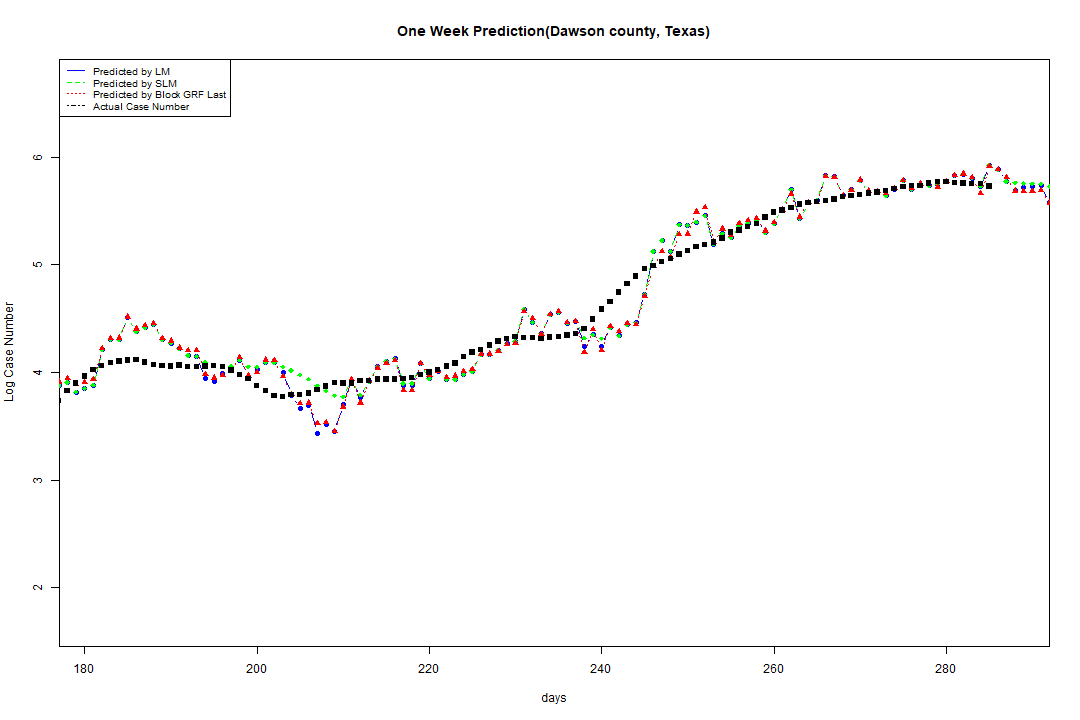 One Week Prediction(Dawson county, Texas)
Predicted by LM
Predicted by SLM
Predicted by Block GRF Last
Actual Case Number
Log Case Number
6
5
4
3
2
180 200 220 240 260 280
days